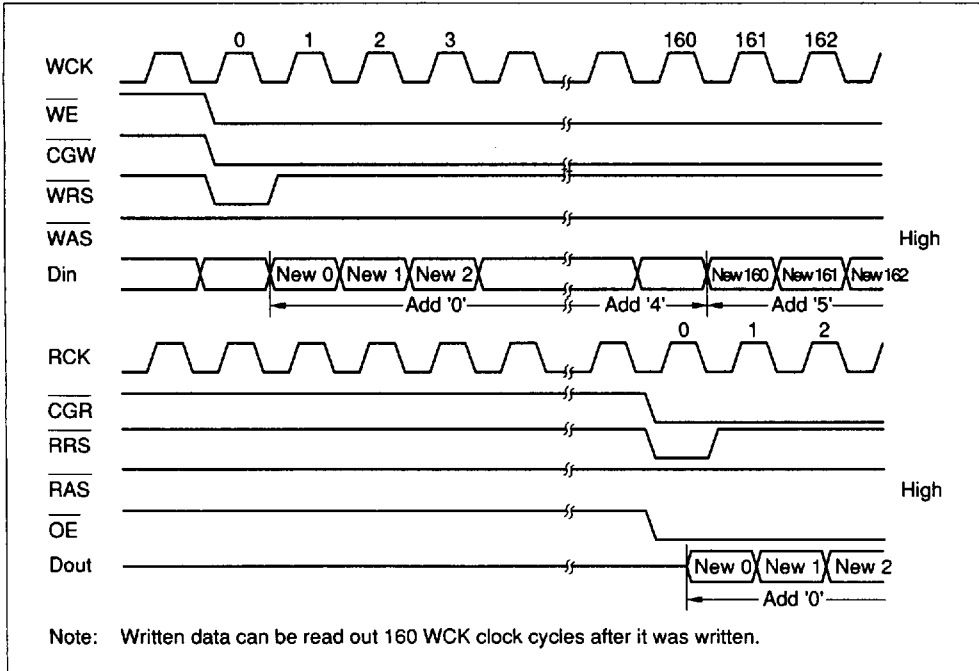 0 1 2 3 160 161 162
WCK
WE
CGW
WRS
WAS High
Din New 0 New 1 New 2 New160 New161 New162
Add '0' Add '4' Add '5'
0 1 2
RCK
CGR
RRS
RAS High
OE
Dout New 0 New 1 New 2
Add '0'
Note: Written data can be read out 160 WCK clock cycles after it was written.